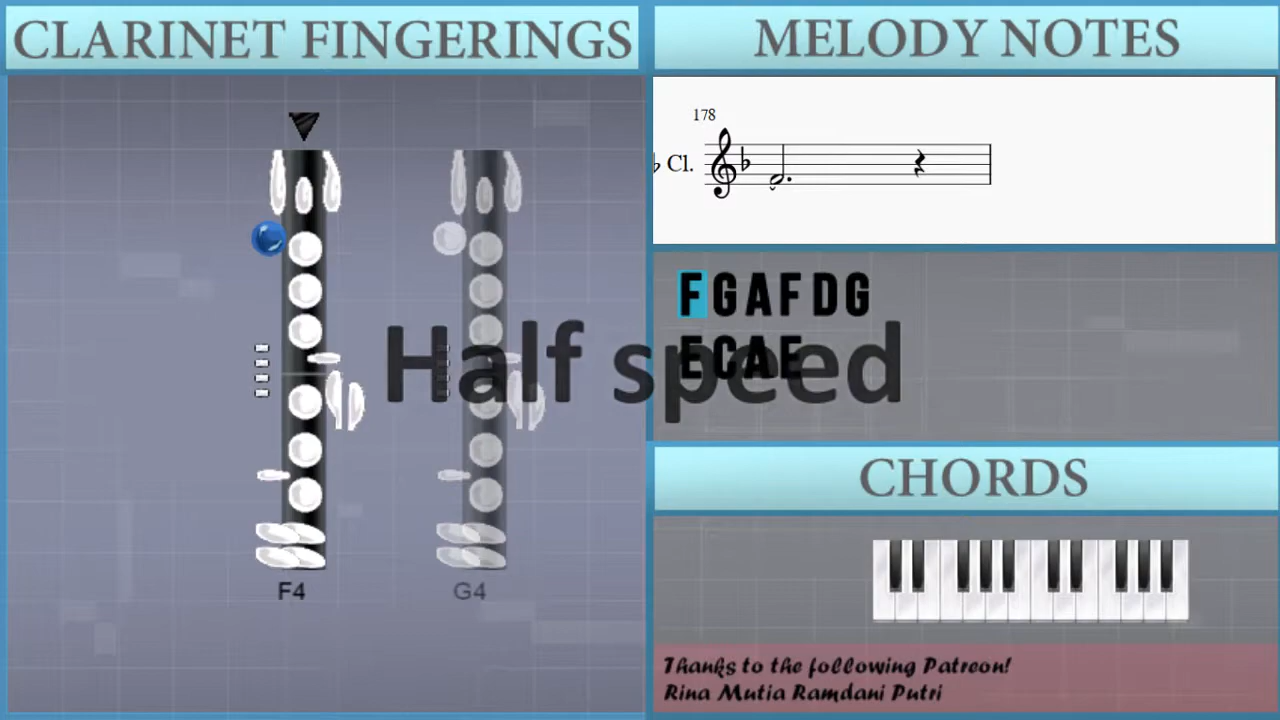 CLARINET FINGERINGS
MELODY NOTES
178
♭ Cl.
F G A F D G
E C A E
Half speed
F4
G4
CHORDS
Thanks to the following Patreon!
Rina Mutia Ramdani Putri